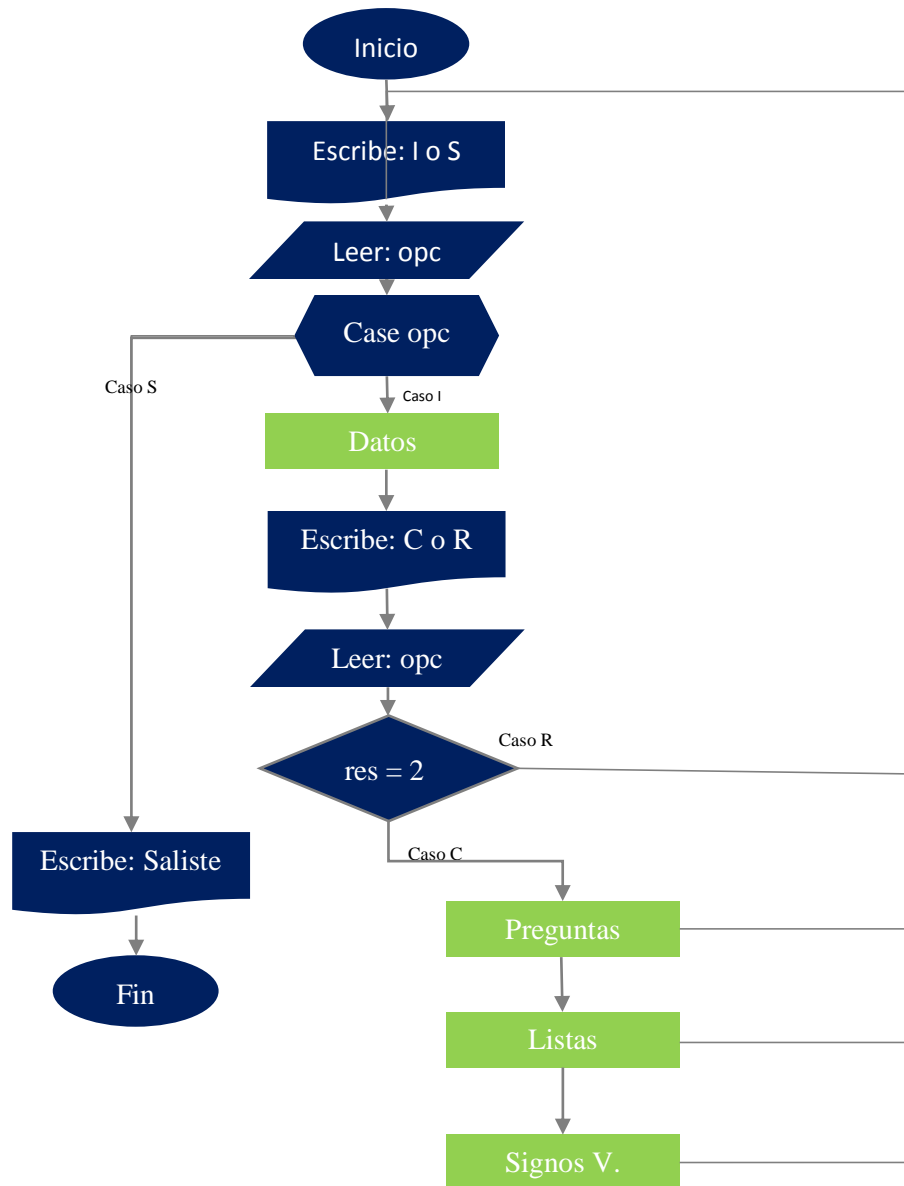 Inicio
Escribe: I o S
Leer: opc
Case opc
Caso S
Caso I
Datos
Escribe: C o R
Leer: opc
Caso R
res = 2
Caso C
Escribe: Saliste
Preguntas
Fin
Listas
Signos V.